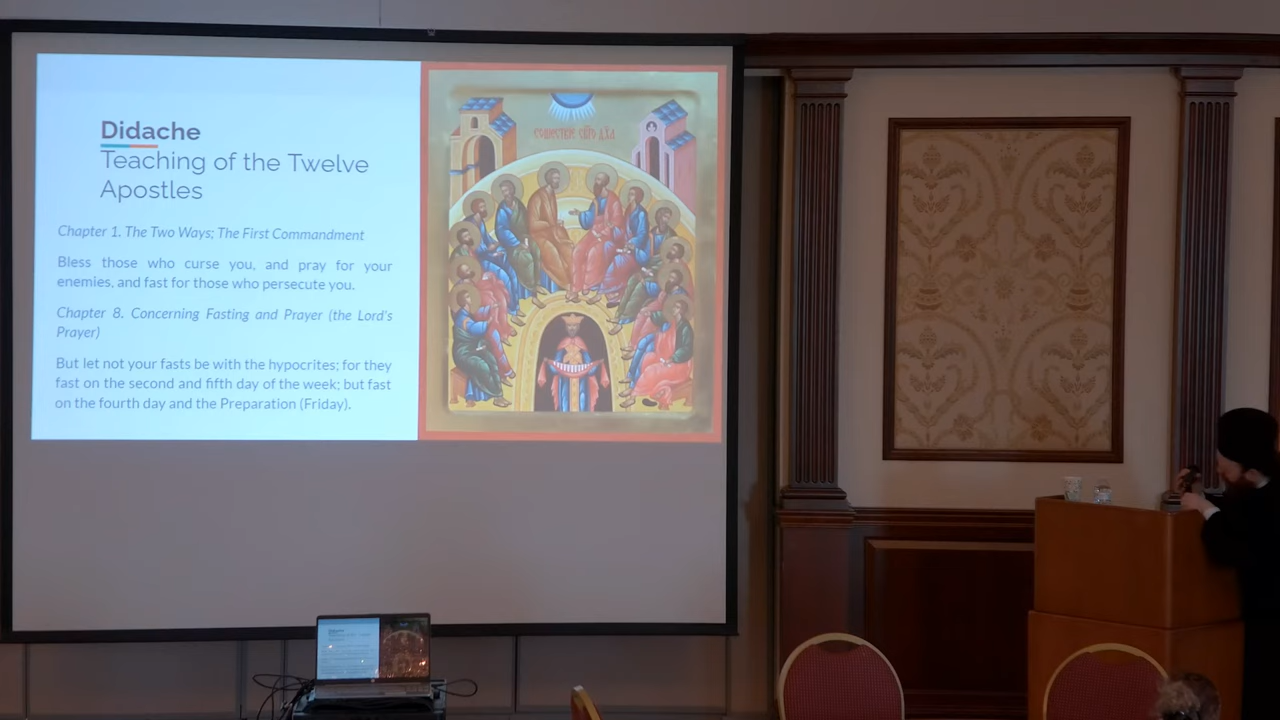 Didache
Teaching of the Twelve
Apostles
Chapter 1. The Two Ways; The First Commandment
Bless those who curse you, and pray for your
enemies, and fast for those who persecute you.
Chapter 8. Concerning Fasting and Prayer (the Lord's
Prayer)
But let not your fasts be with the hypocrites; for they
fast on the second and fifth day of the week; but fast
on the fourth day and the Preparation (Friday).